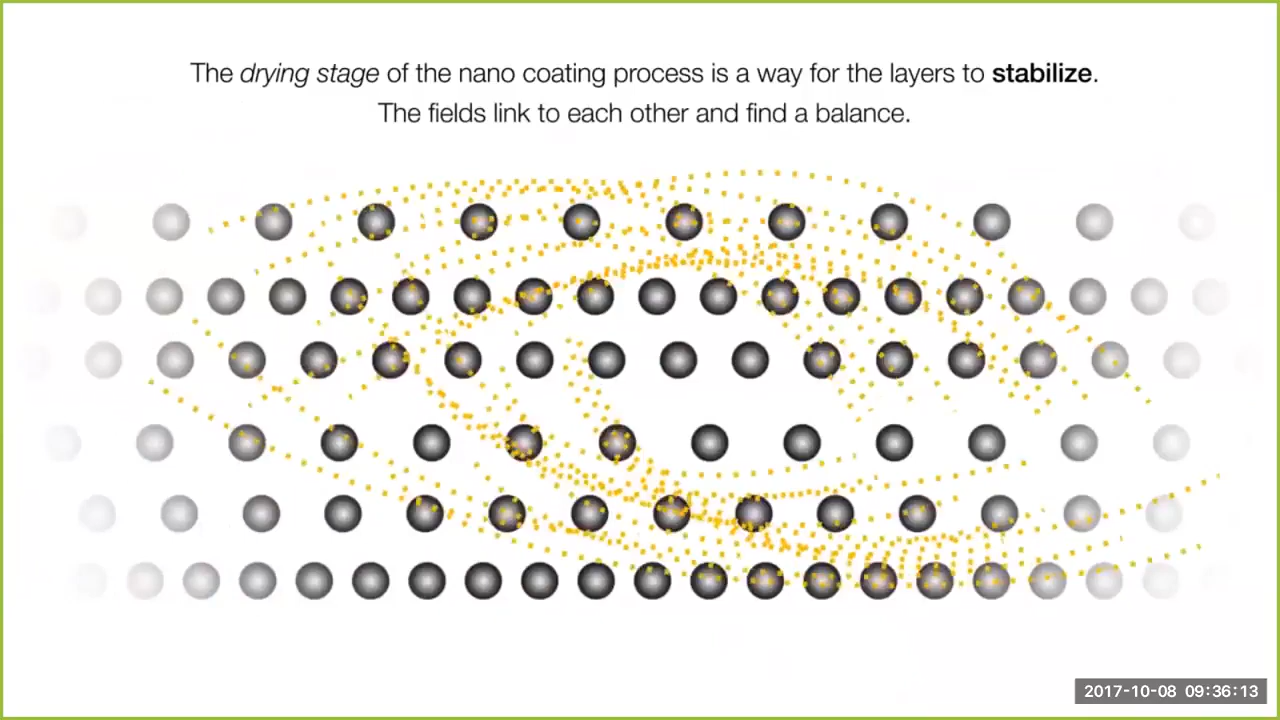 The drying stage of the nano coating process is a way for the layers to stabilize.
The fields link to each other and find a balance.
2017-10-08 09:36:13